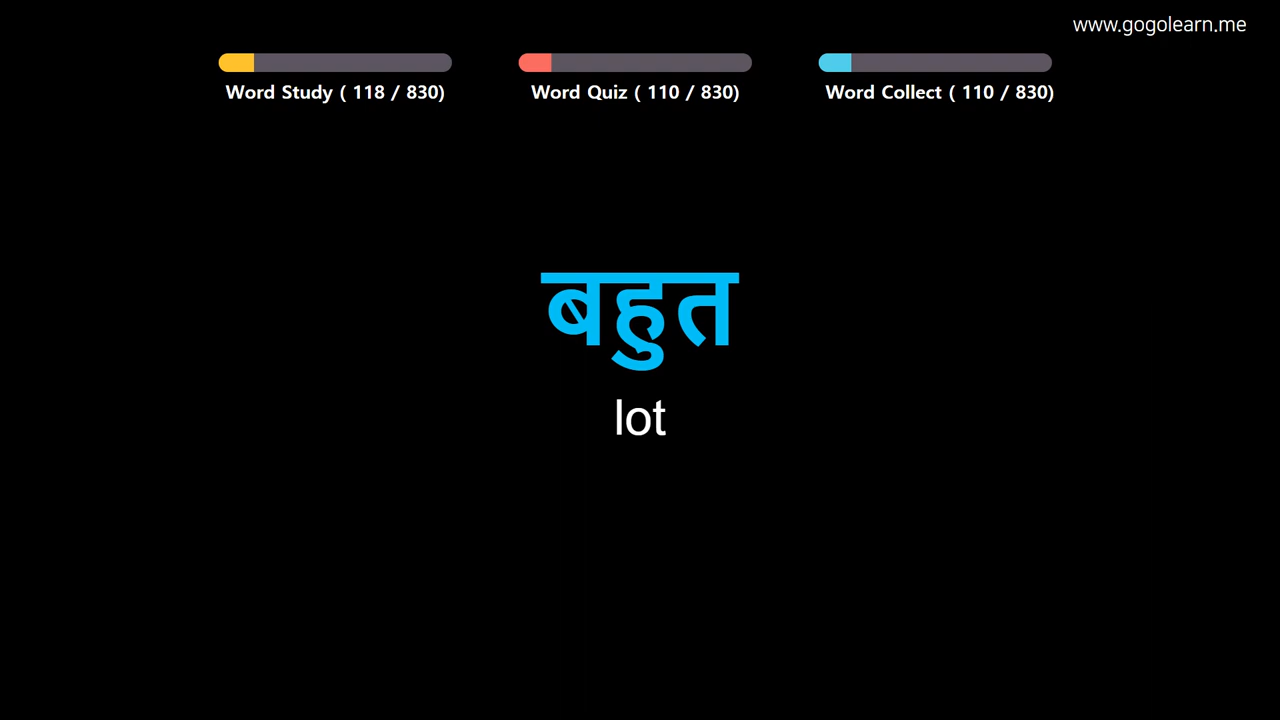 www.gogolearn.me
Word Study ( 118 / 830)
Word Quiz ( 110 / 830)
Word Collect ( 110 / 830)
बहुत
lot